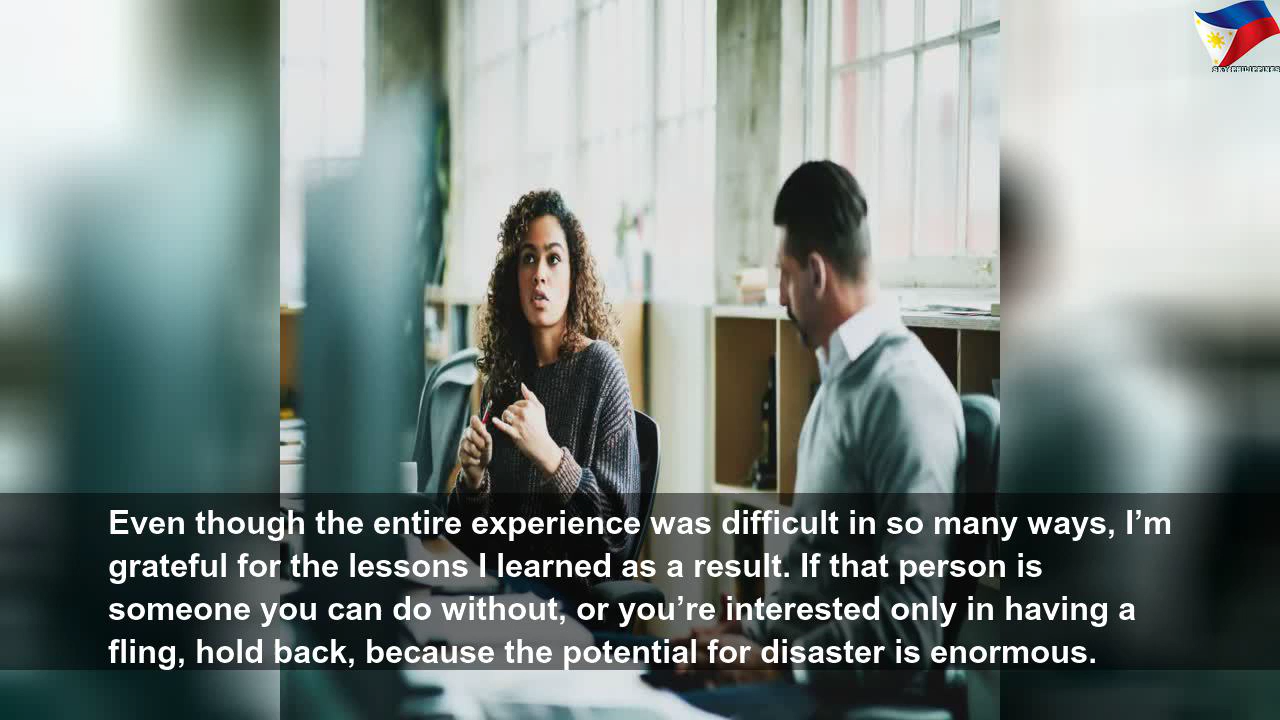 SKYPHILIPPINES
Even though the entire experience was difficult in so many ways, I’m
grateful for the lessons I learned as a result. If that person is
someone you can do without, or you’re interested only in having a
fling, hold back, because the potential for disaster is enormous.